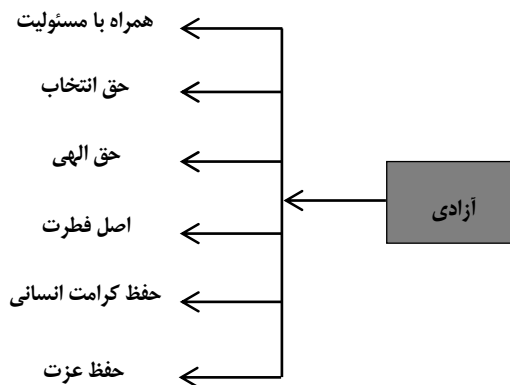 همراه با مسئولیت
حق انتخاب
حق الهی
آزادی
اصل فطرت
حفظ کرامت انسانی
حفظ عزت